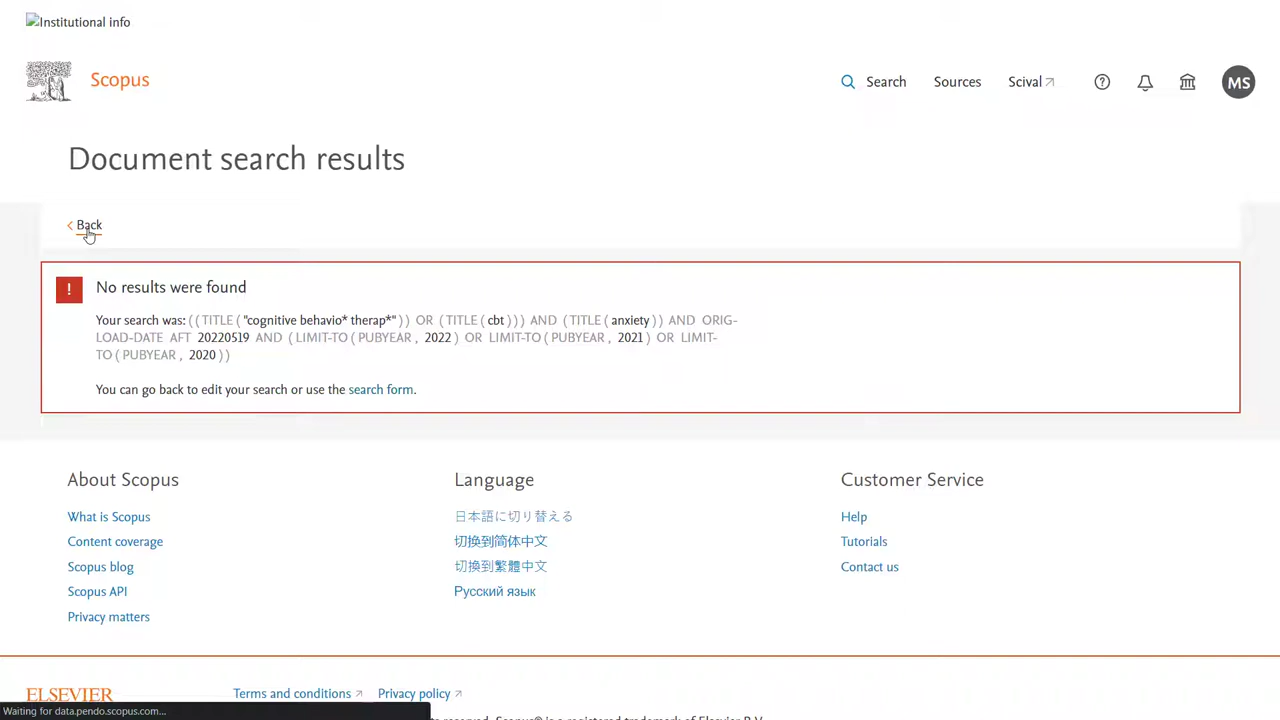 Institutional info
Scopus
Search
Sources
Scival
MS
Document search results
Back
No results were found
Your search was: ( ( TITLE ( "cognitive behavio* therap*" ) ) OR ( TITLE ( cbt ) ) ) AND ( TITLE ( anxiety ) ) AND ORIG-
LOAD-DATE AFT 20220519 AND ( LIMIT-TO ( PUBYEAR , 2022 ) OR LIMIT-TO ( PUBYEAR , 2021 ) OR LIMIT-
TO ( PUBYEAR , 2020 ) )
You can go back to edit your search or use the search form.
About Scopus
What is Scopus
Content coverage
Scopus blog
Scopus API
Privacy matters
Language
日本語に切り替える
切换到简体中文
切換到繁體中文
Русский язык
Customer Service
Help
Tutorials
Contact us
ELSEVIER
Terms and conditions
Privacy policy
Waiting for data.pendo.scopus.com...